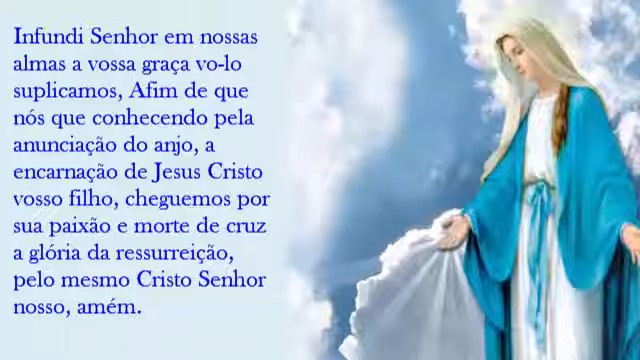 Infundi Senhor em nossas
almas a vossa graça vo-lo
suplicamos, Afim de que
nós que conhecendo pela
anunciação do anjo, a
encarnação de Jesus Cristo
vosso filho, cheguemos por
sua paixão e morte de cruz
a glória da ressurreição,
pelo mesmo Cristo Senhor
nosso, amém.